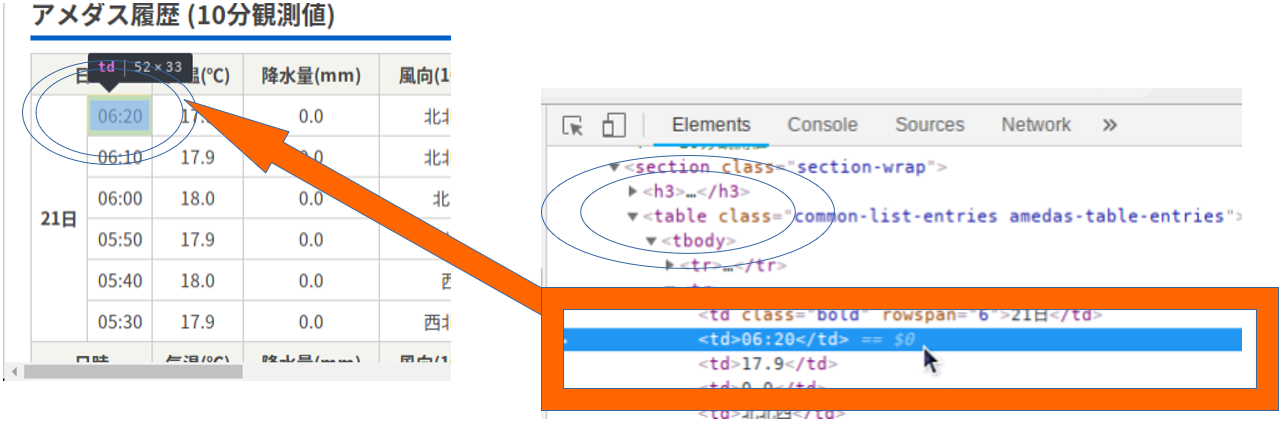 アメダス履歴 (10分観測値)
td | 52 × 33
日 温(℃) 降水量(mm) 風向(1
06:20 17. 0.0 北北
06:10 17.9 0 北北
06:00 18.0 0.0 北
21日
05:50 17.9 0.0
05:40 18.0 0.0 西
05:30 17.9 0.0 西北
日時 気温(℃) 降水量(mm) 風向(1
Elements Console Sources Network »
▼<section class="section-wrap">
▶<h3>…</h3>
▼<table class="common-list-entries amedas-table-entries">
▼<tbody>
▶<tr>…</tr>
<td class="bold" rowspan="6">21日</td>
<td>06:20</td> == $0
<td>17.9</td>
<td>0.0</td>
<td>北北西</td>